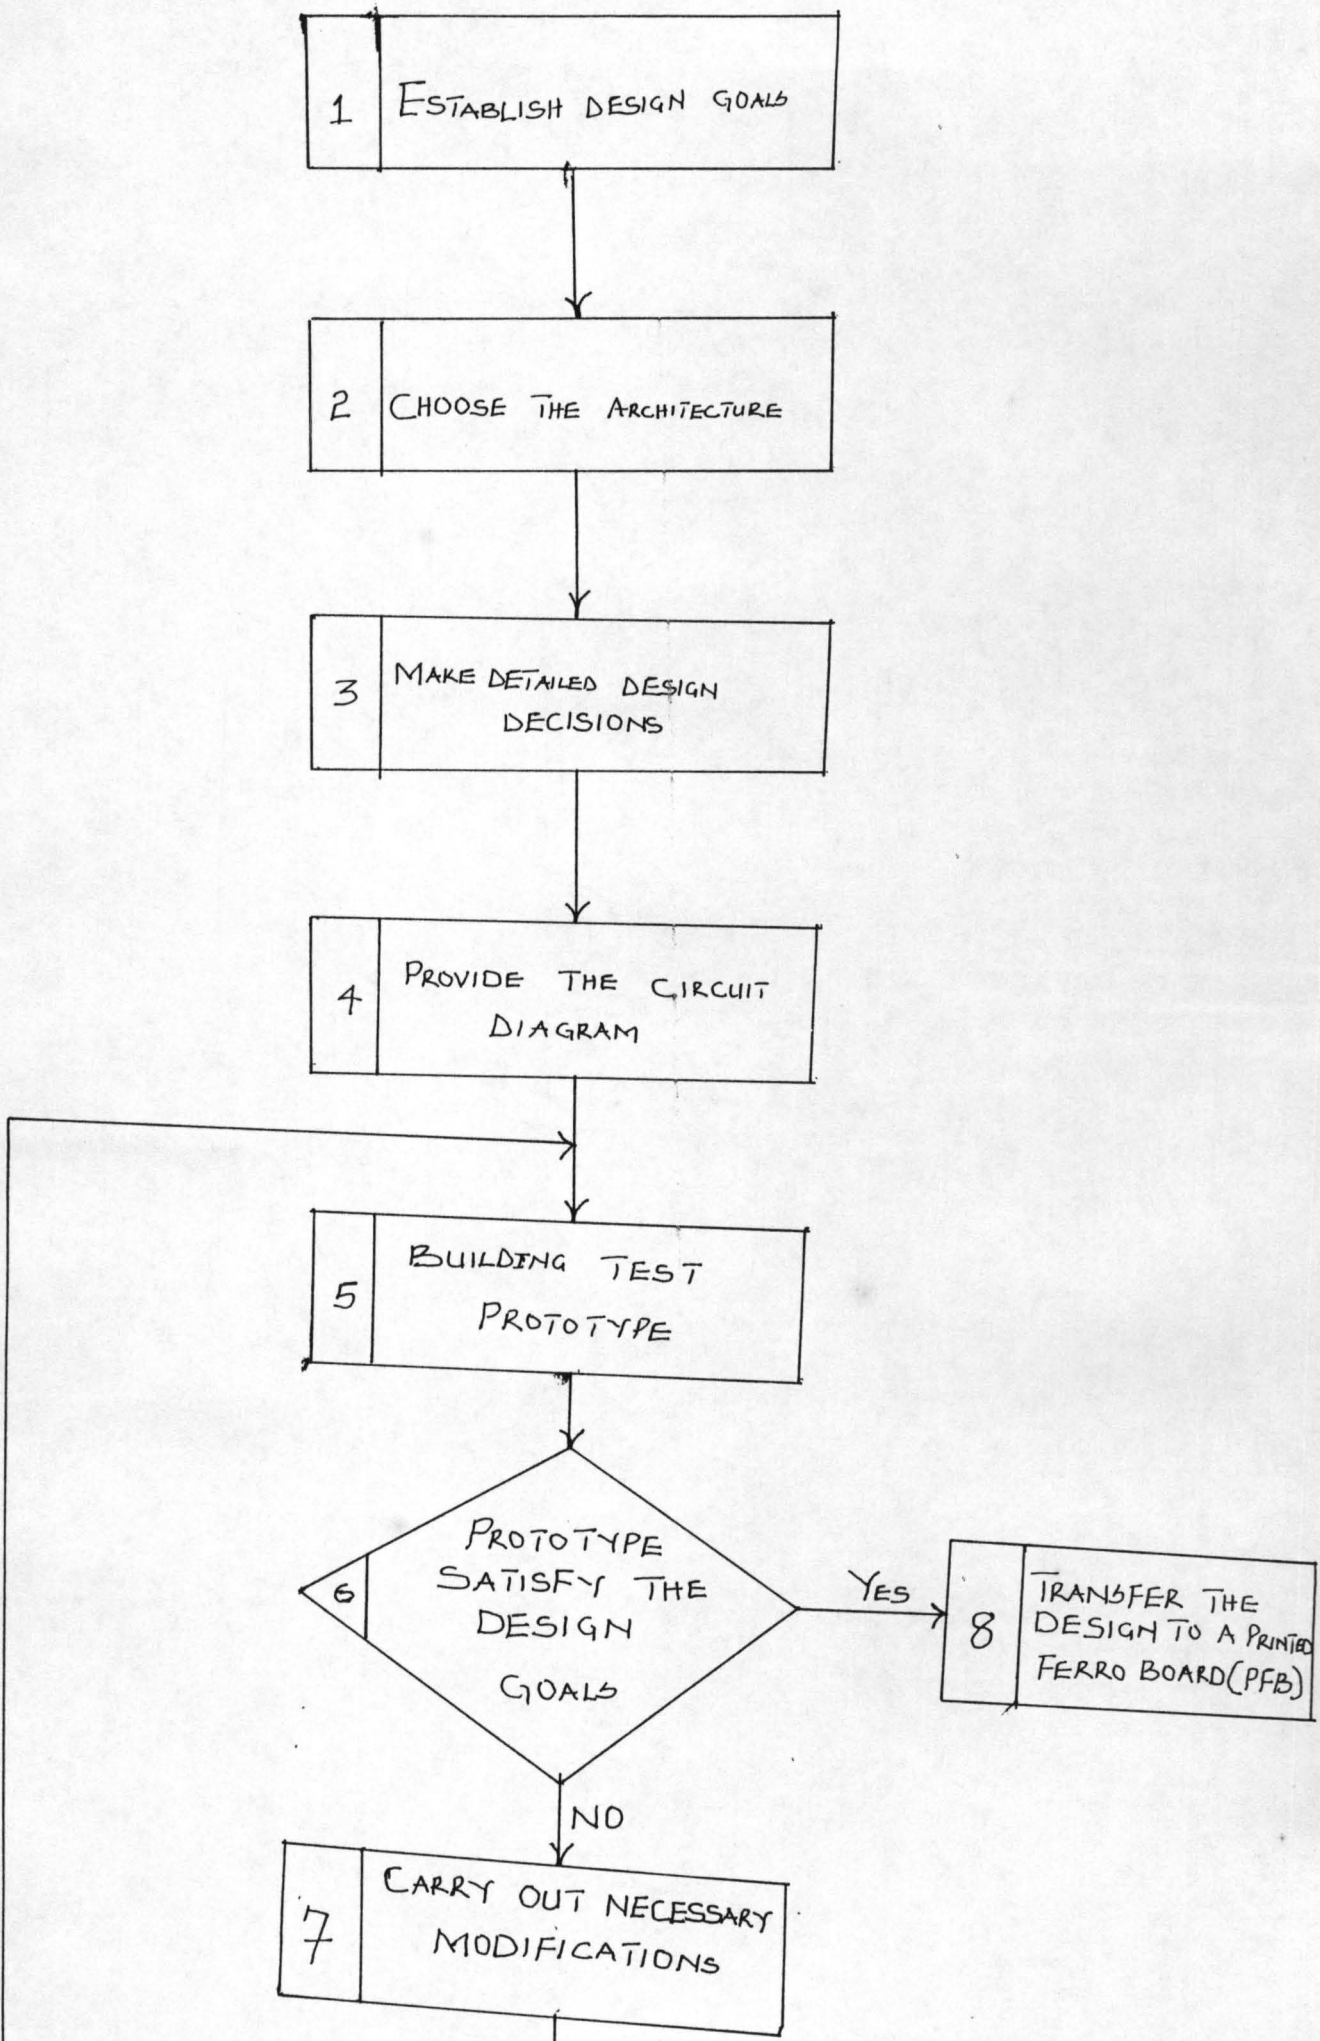 1
ESTABLISH DESIGN GOALS
2
CHOOSE THE ARCHITECTURE
3
MAKE DETAILED DESIGN
DECISIONS
4
PROVIDE THE CIRCUIT
DIAGRAM
5
BUILDING TEST
PROTOTYPE
6
PROTOTYPE
SATISFY THE
DESIGN
GOALS
YES
8
TRANSFER THE
DESIGN TO A PRINTED
FERRO BOARD(PFB)
NO
7
CARRY OUT NECESSARY
MODIFICATIONS